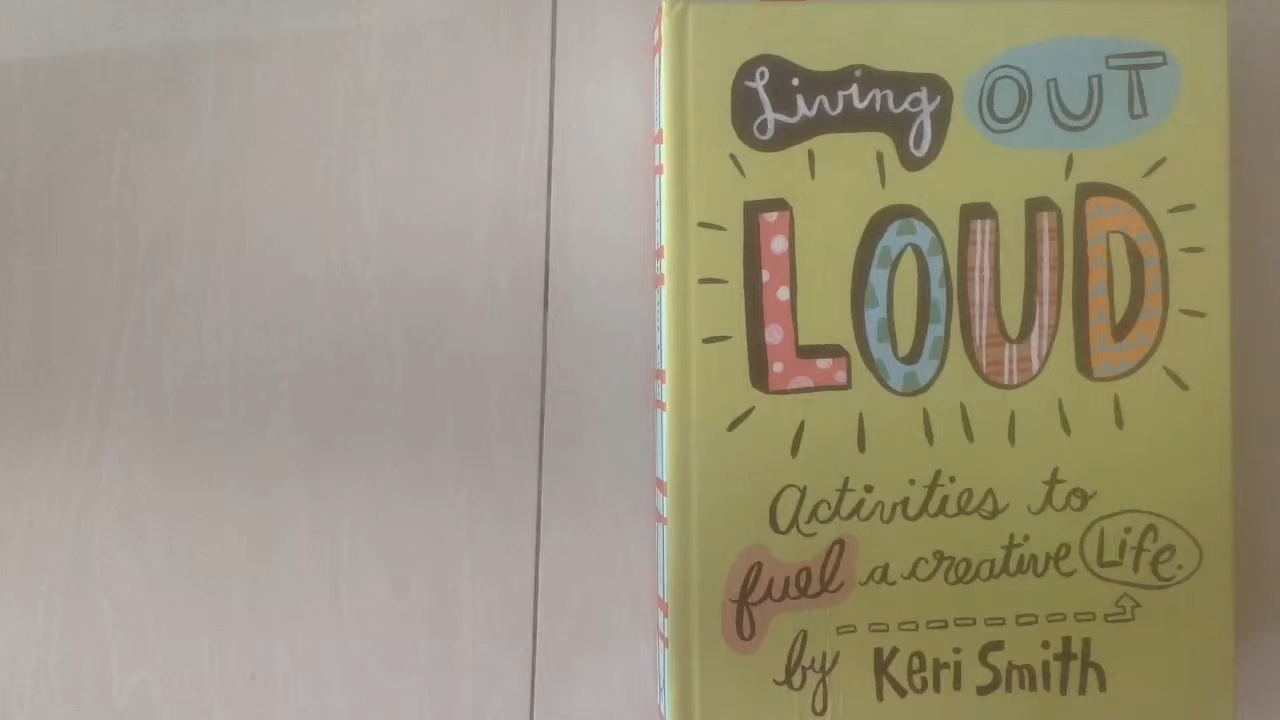 Living OUT
LOUD
Activities to
fuel a creative Life.
by Keri Smith